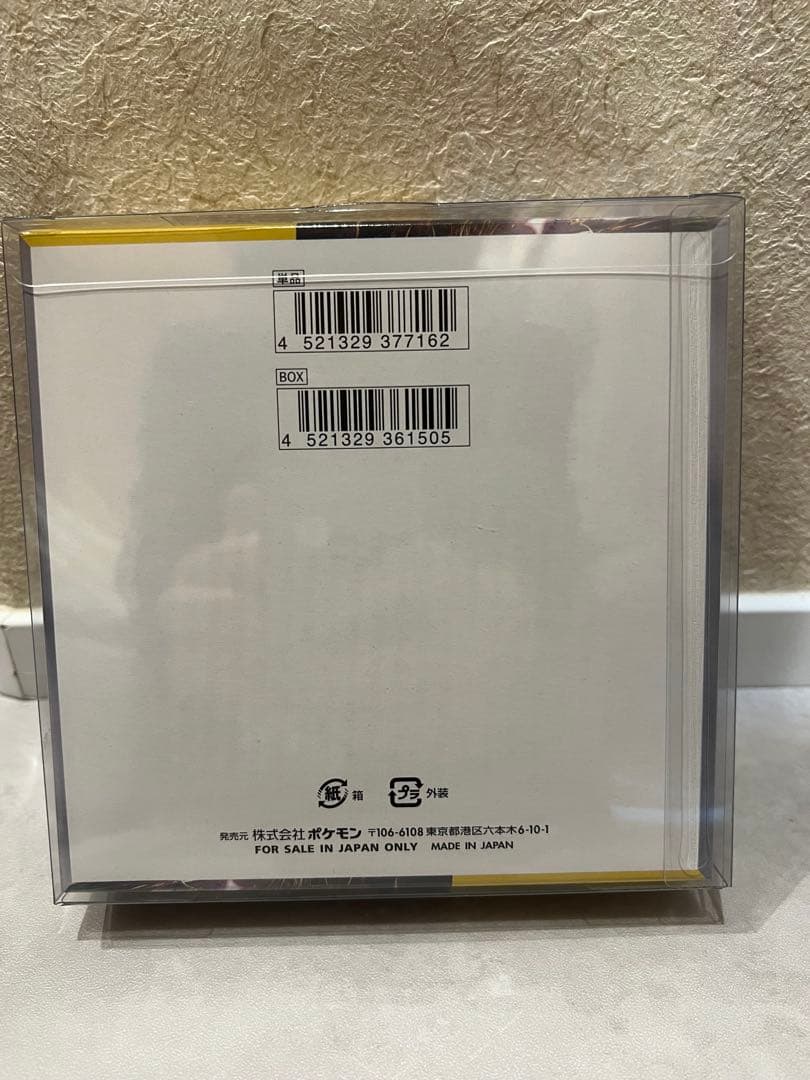 単品
4 521329 377162
BOX
4 521329 361505
紙 箱 プラ 外装
発売元 株式会社 ポケモン 〒106-6108 東京都港区六本木6-10-1
FOR SALE IN JAPAN ONLY MADE IN JAPAN